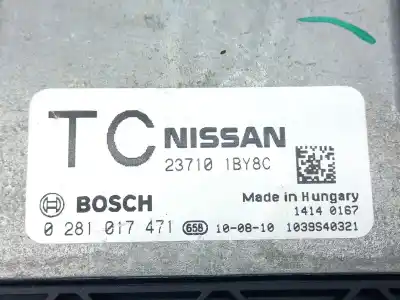 TC NISSAN
23710 1BY8C
BOSCH
Made in Hungary
1414 0167
0 281 017 471 658 10-08-10 1039S40321